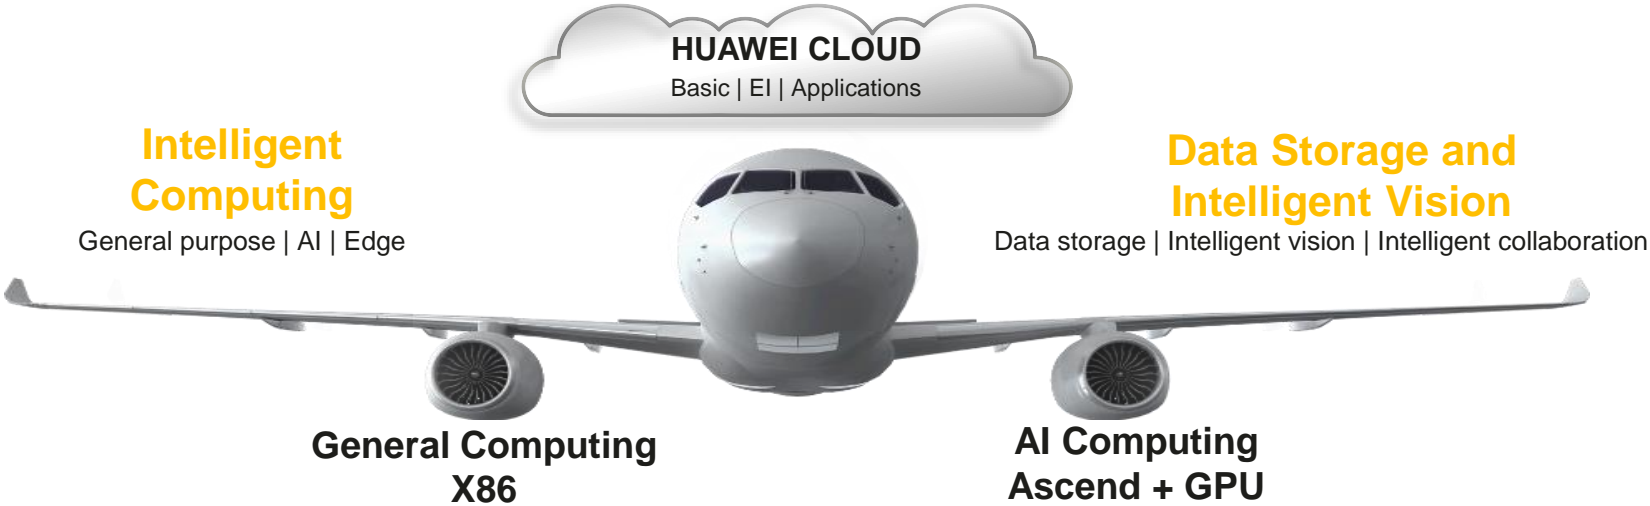 HUAWEI CLOUD
Basic | EI | Applications
Intelligent
Computing
General purpose | AI | Edge
Data Storage and
Intelligent Vision
Data storage | Intelligent vision | Intelligent collaboration
General Computing
X86
AI Computing
Ascend + GPU